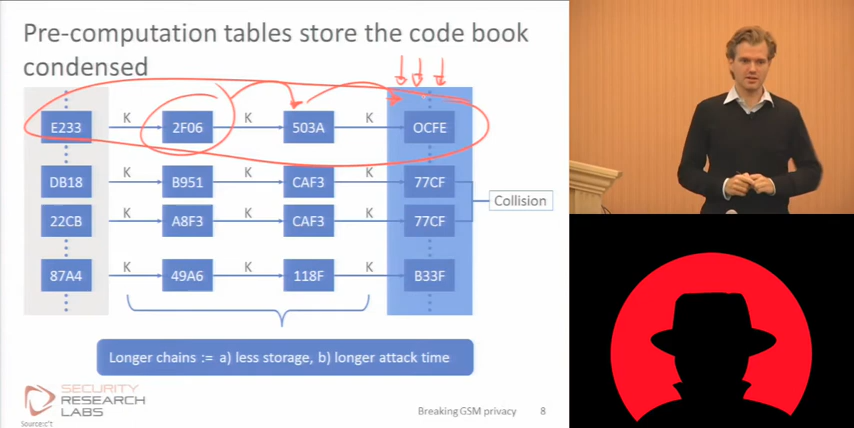 Pre-computation tables store the code book
condensed
E233 K 2F06 K 503A K OCFE
DB18 K B951 K CAF3 K 77CF
Collision
22CB K A8F3 K CAF3 K 77CF
87A4 K 49A6 K 118F K B33F
Longer chains := a) less storage, b) longer attack time
SECURITY
RESEARCH
LABS
Source:c't
Breaking GSM privacy 8